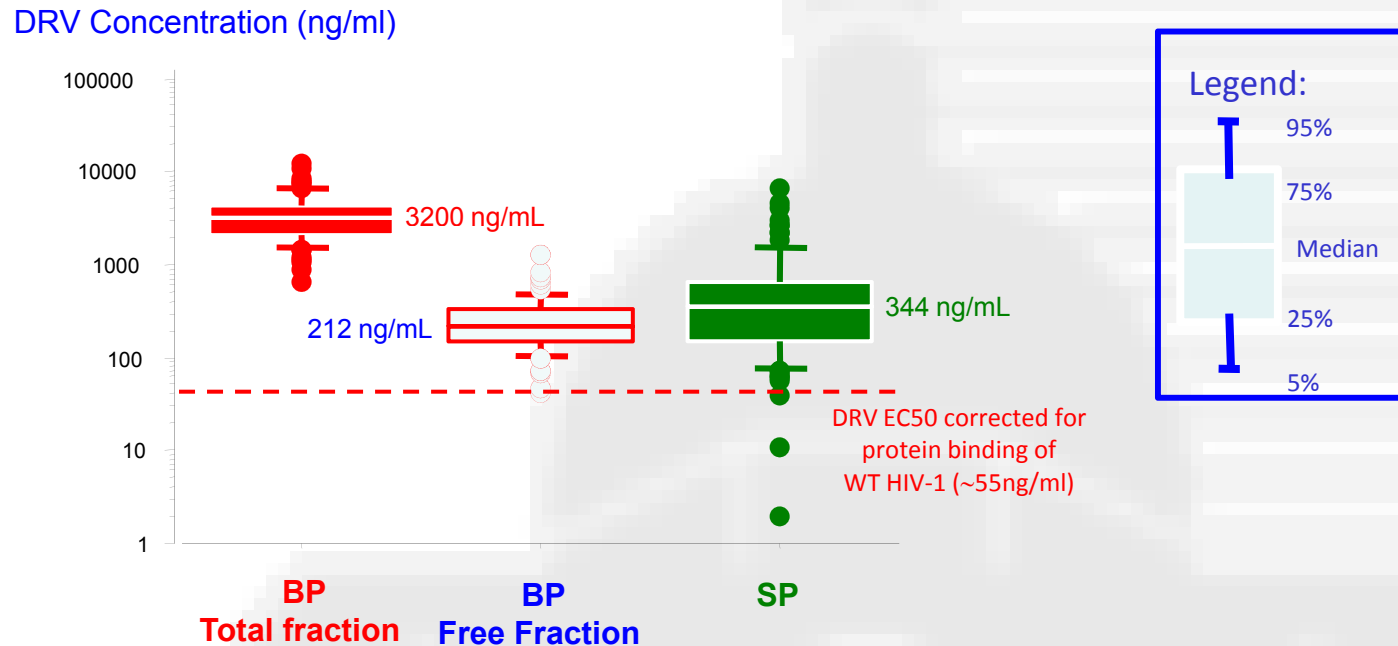 DRV Concentration (ng/ml)
100000
10000
1000
100
10
1
3200 ng/mL
212 ng/mL
344 ng/mL
DRV EC50 corrected for
protein binding of
WT HIV-1 (~55ng/ml)
BP
Total fraction
BP
Free Fraction
SP
Legend:
95%
75%
Median
25%
5%